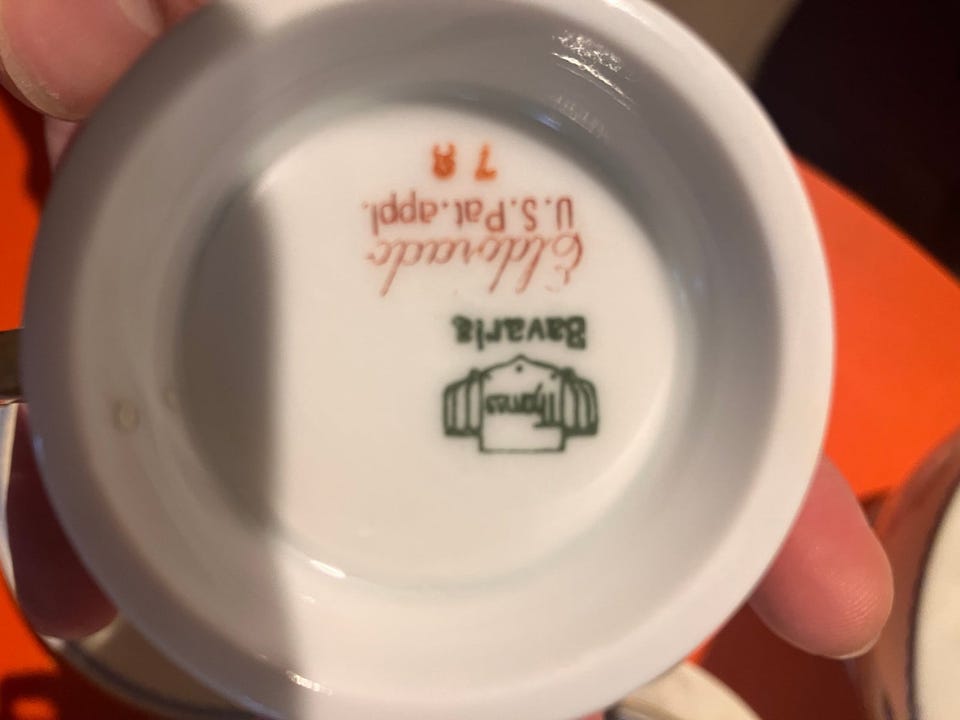 Thomas
Bavaria
Eldorado
U.S.Pat.appl.